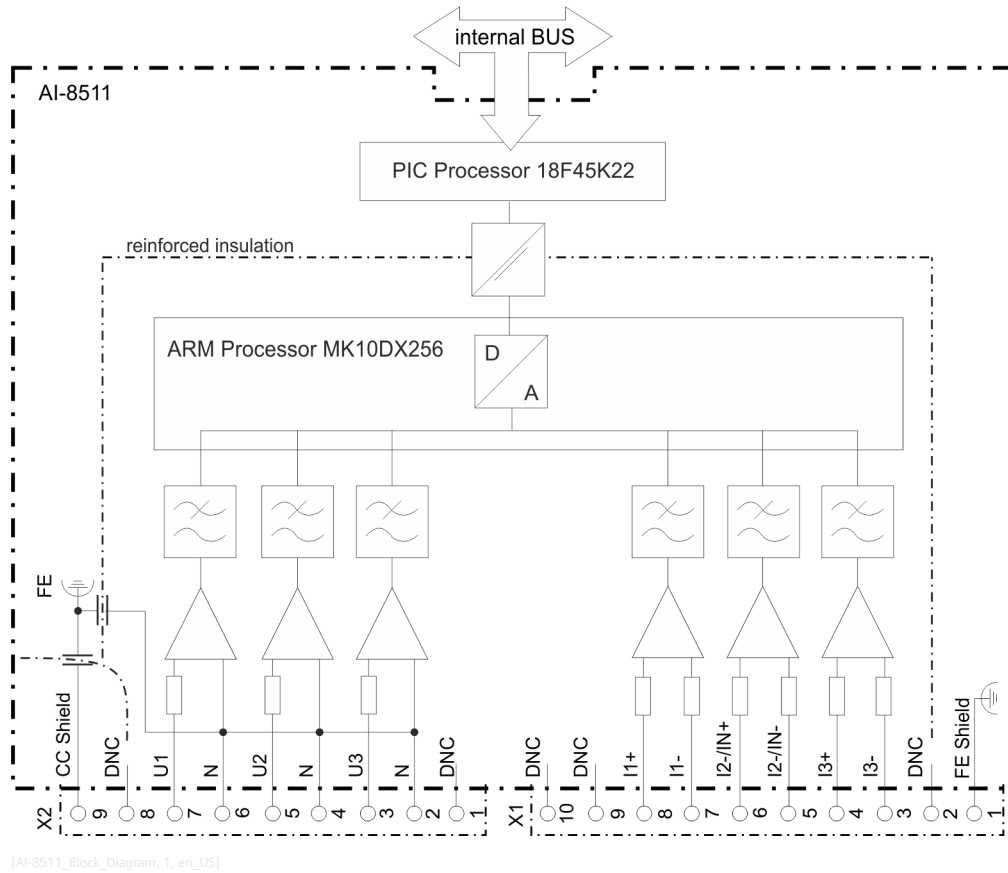 internal BUS
AI-8511
PIC Processor 18F45K22
reinforced insulation
ARM Processor MK10DX256
D
A
FE
CC Shield
DNC
U1
N
U2
N
U3
N
DNC
DNC
DNC
I1+
I1-
I2-/IN+
I2-/IN-
I3+
I3-
DNC
FE Shield
X2
9
8
7
6
5
4
3
2
1
X1
10
9
8
7
6
5
4
3
2
1
[AI-8511_Block_Diagram, 1, en_US]